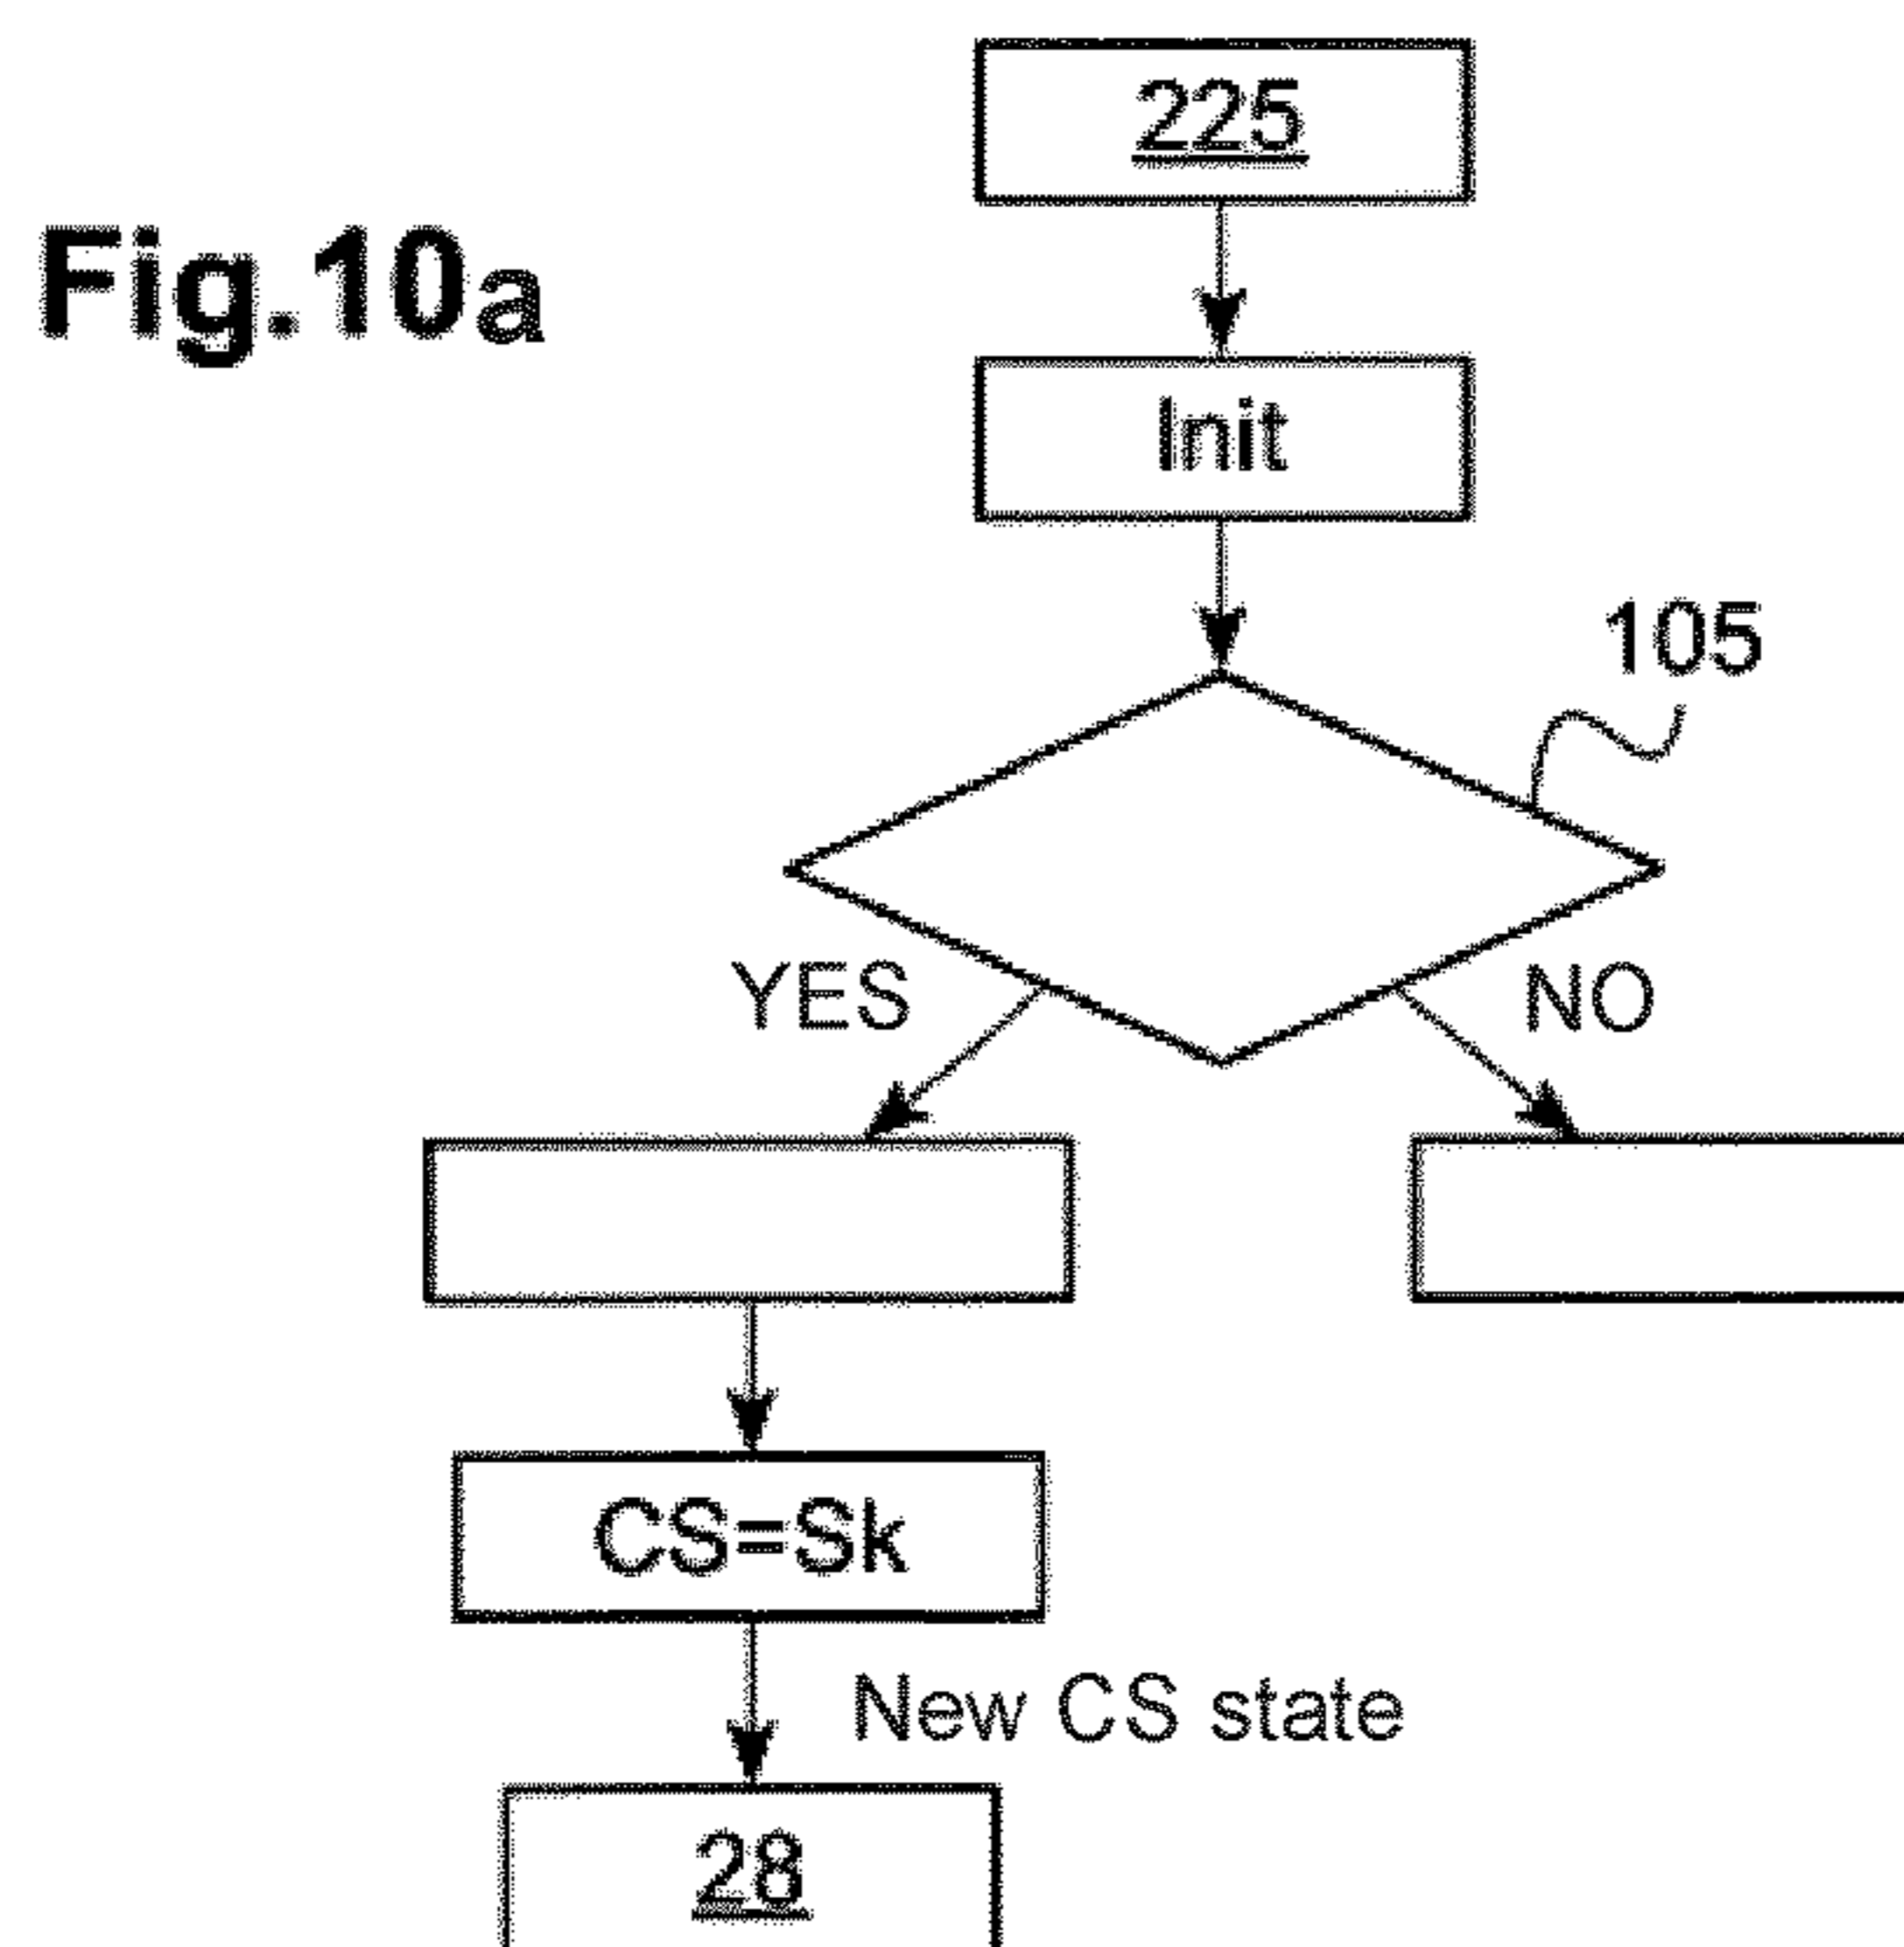 225
Fig.10a
Init
105
YES
NO
CS=Sk
New CS state
28